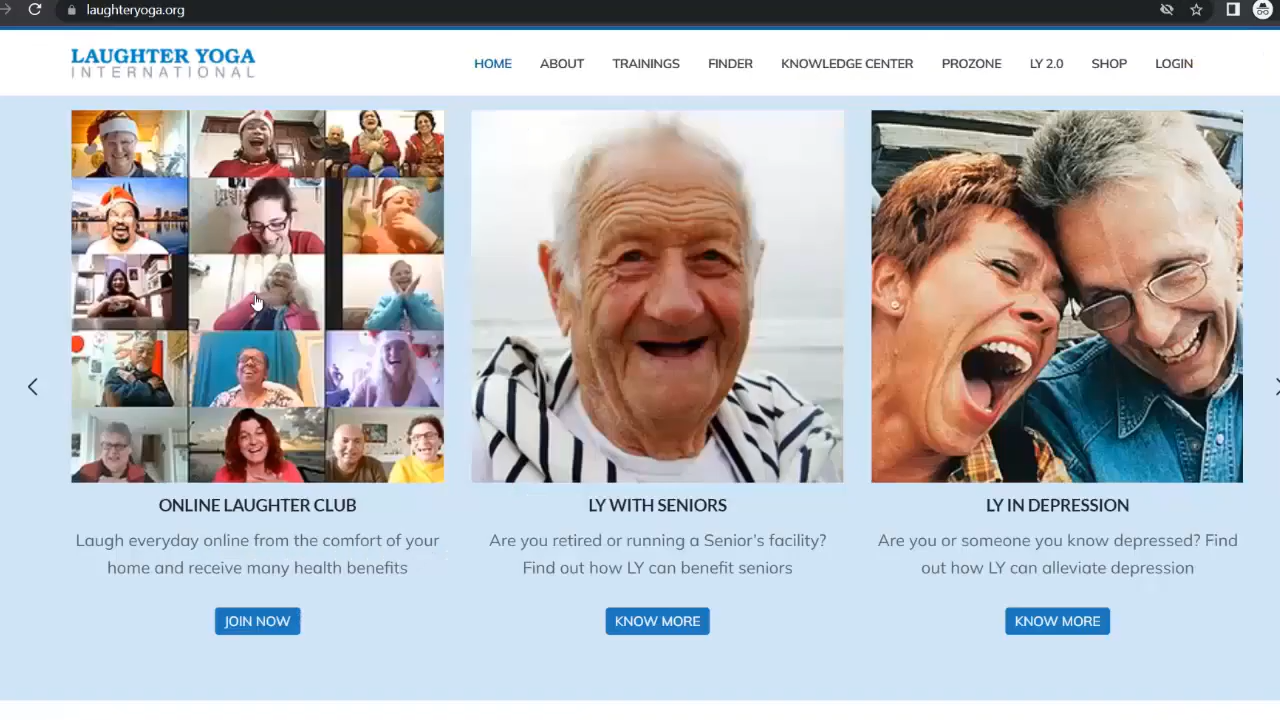 laughteryoga.org
LAUGHTER YOGA
INTERNATIONAL
HOME ABOUT TRAININGS FINDER KNOWLEDGE CENTER PROZONE LY 2.0 SHOP LOGIN
ONLINE LAUGHTER CLUB
Laugh everyday online from the comfort of your
home and receive many health benefits
JOIN NOW
LY WITH SENIORS
Are you retired or running a Senior's facility?
Find out how LY can benefit seniors
KNOW MORE
LY IN DEPRESSION
Are you or someone you know depressed? Find
out how LY can alleviate depression
KNOW MORE